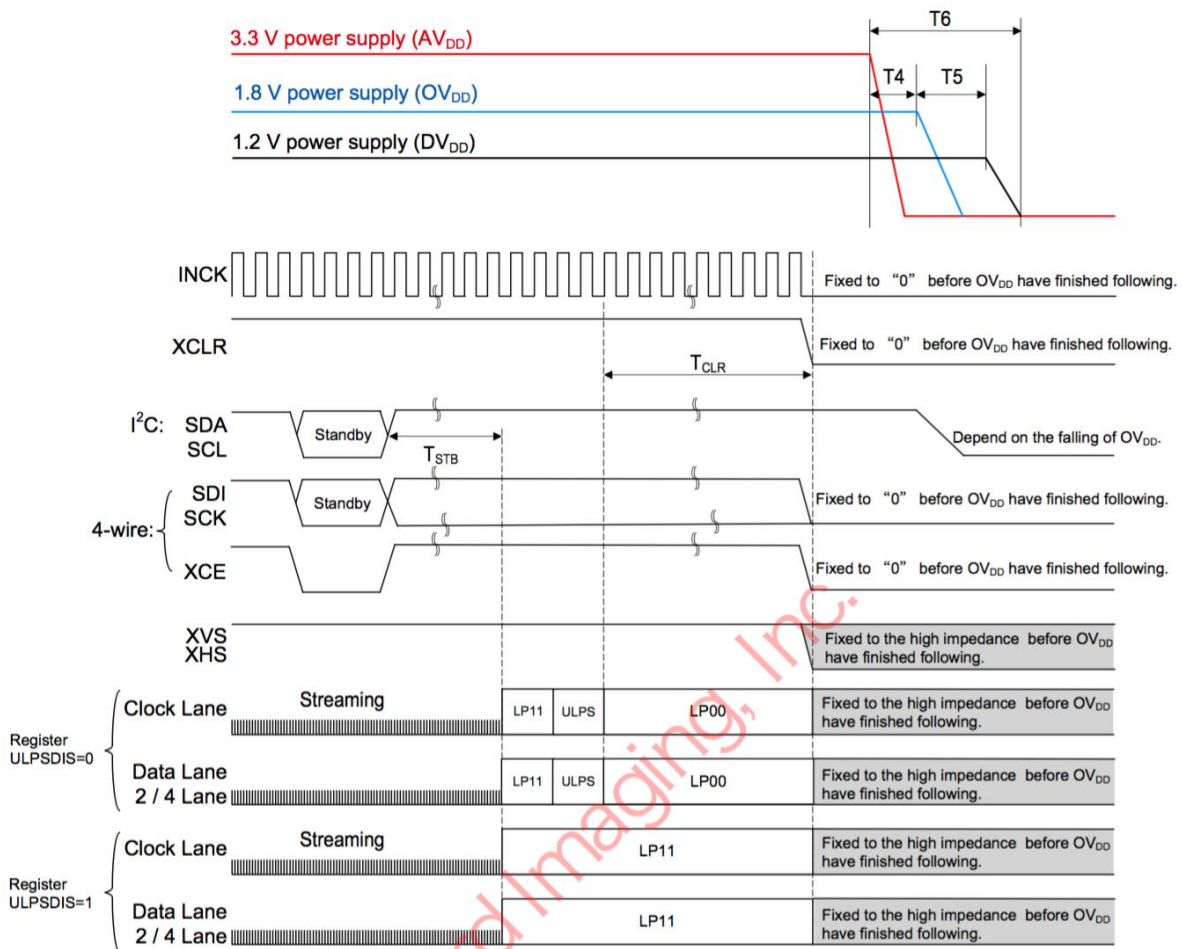 T6
3.3 V power supply (AVDD)
T4 T5
1.8 V power supply (OVDD)
1.2 V power supply (DVDD)
INCK
Fixed to “0” before OVDD have finished following.
XCLR
Fixed to “0” before OVDD have finished following.
TCLR
I2C: SDA
SCL
Standby
TSTB
Depend on the falling of OVDD.
4-wire:
SDI
SCK
Standby
Fixed to “0” before OVDD have finished following.
XCE
Fixed to “0” before OVDD have finished following.
XVS
XHS
Fixed to the high impedance before OVDD
have finished following.
Register
ULPSDIS=0
Clock Lane
Streaming
LP11 ULPS LP00
Fixed to the high impedance before OVDD
have finished following.
Data Lane
2 / 4 Lane
LP11 ULPS LP00
Fixed to the high impedance before OVDD
have finished following.
Register
ULPSDIS=1
Clock Lane
Streaming
LP11
Fixed to the high impedance before OVDD
have finished following.
Data Lane
2 / 4 Lane
LP11
Fixed to the high impedance before OVDD
have finished following.
Imaging, Inc.